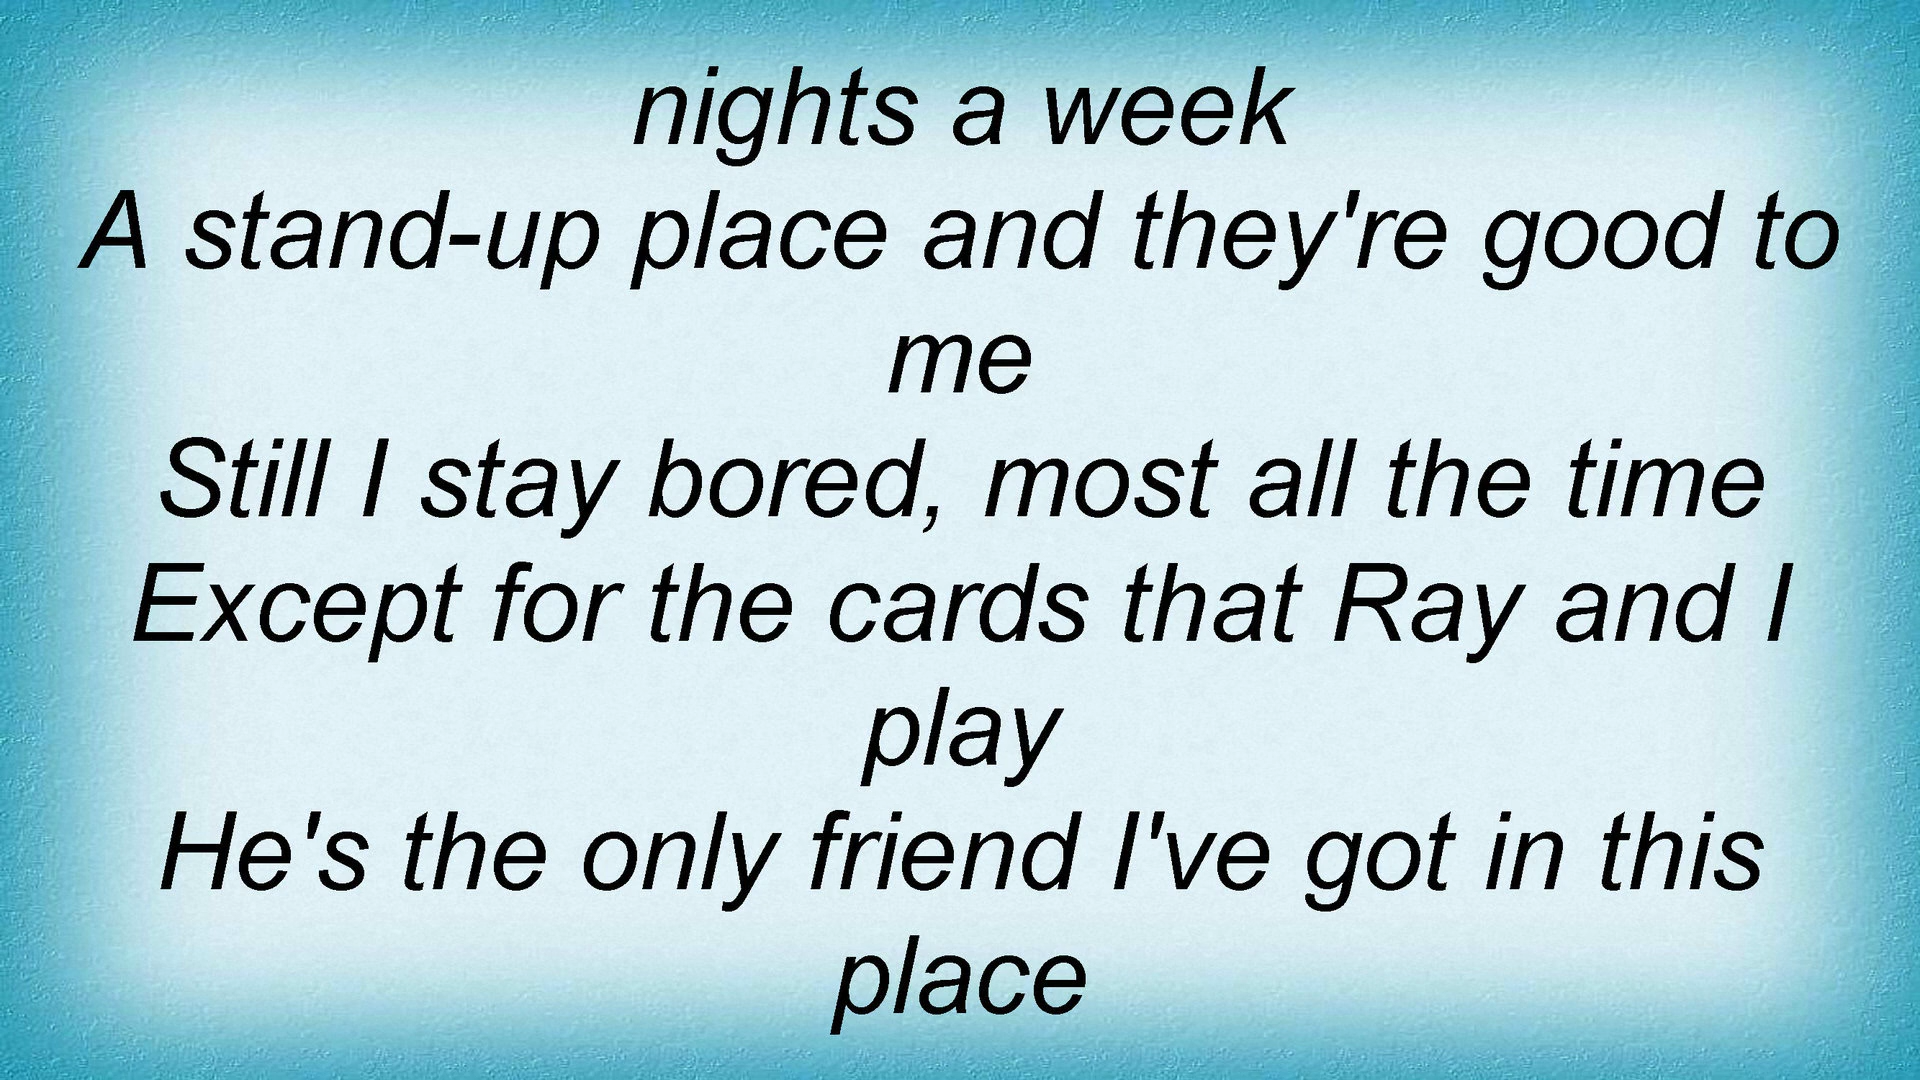 nights a week
A stand-up place and they're good to
me
Still I stay bored, most all the time
Except for the cards that Ray and I
play
He's the only friend I've got in this
place